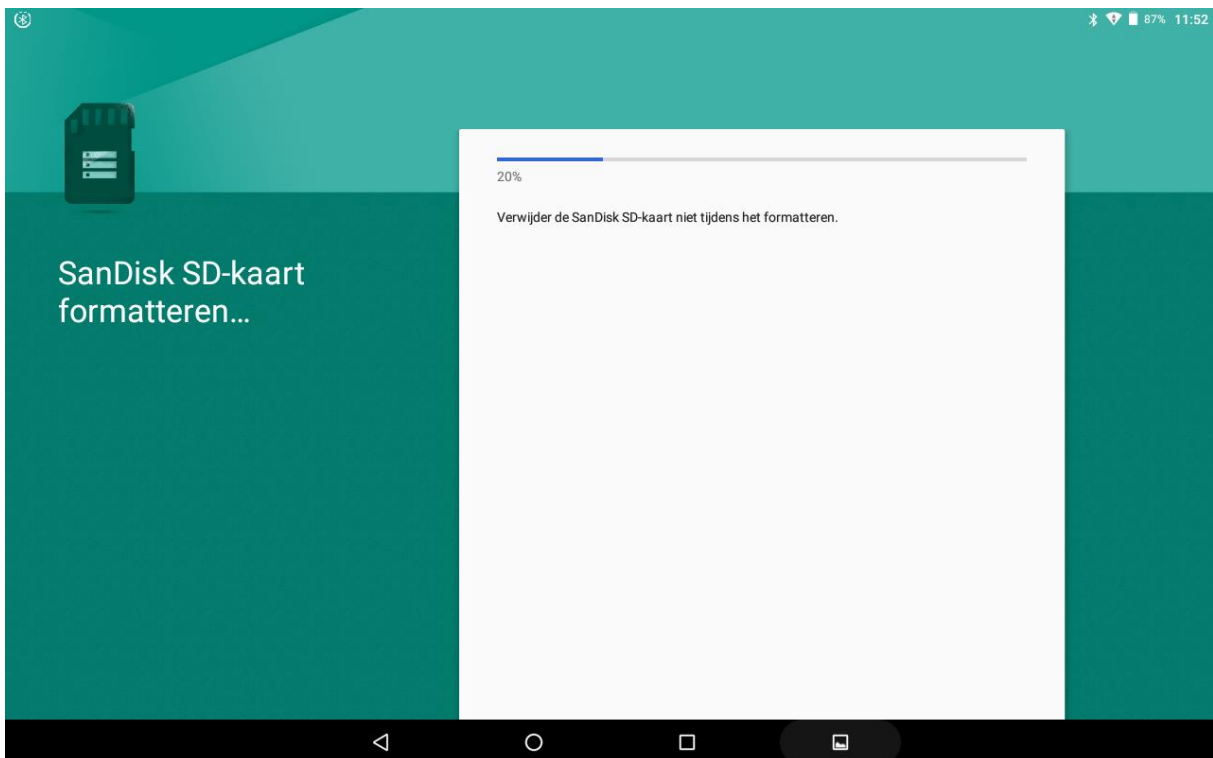 87% 11:52
20%
Verwijder de SanDisk SD-kaart niet tijdens het formatteren.
SanDisk SD-kaart
formatteren…